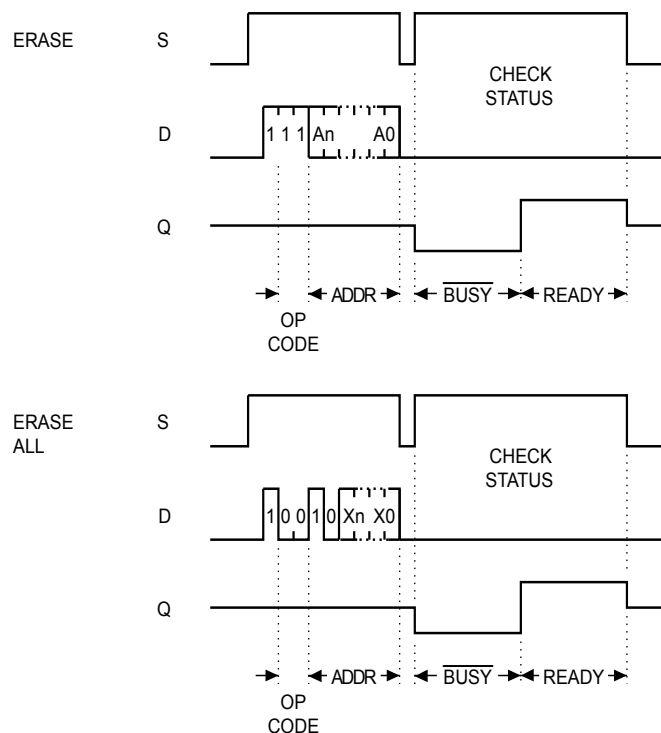 ERASE S
CHECK
STATUS
D 1 1 1 An A0
Q
ADDR BUSY READY
OP
CODE
ERASE S
ALL
CHECK
STATUS
D 1 0 0 1 0 Xn X0
Q
ADDR BUSY READY
OP
CODE